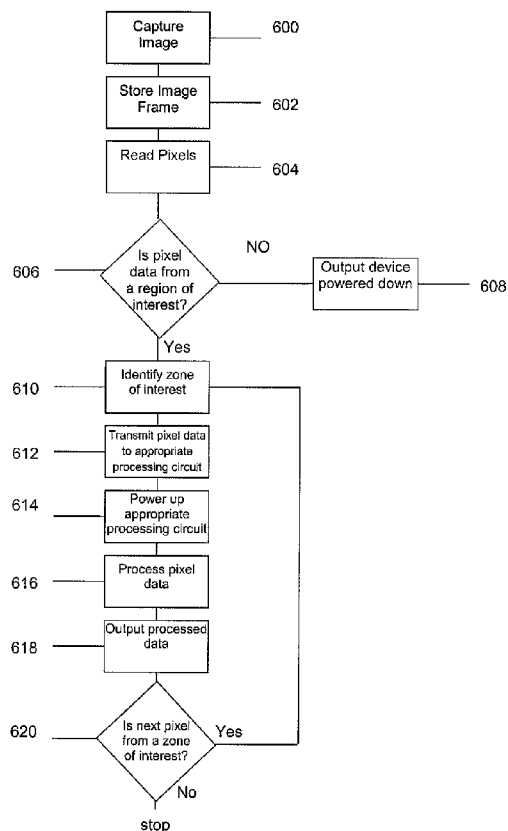 Capture
Image
600
Store Image
Frame
602
Read Pixels
604
606
Is pixel
data from
a region of
interest?
NO
Output device
powered down
608
Yes
610
Identify zone
of interest
612
Transmit pixel data
to appropriate
processing circuit
614
Power up
appropriate
processing circuit
616
Process pixel
data
618
Output processed
data
620
Is next pixel
from a zone
of interest?
Yes
No
stop